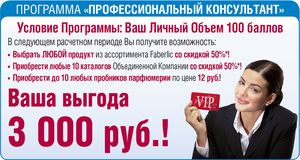 ПРОГРАММА «ПРОФЕССИОНАЛЬНЫЙ КОНСУЛЬТАНТ»
Условие Программы: Ваш Личный Объем 100 баллов
В следующем расчетном периоде Вы получите возможность:
• Выбрать ЛЮБОЙ продукт из ассортимента Faberlic со скидкой 50%*!
• Приобрести любые 10 каталогов Объединенной Компании со скидкой 50%*!
• Приобрести до 10 любых пробников парфюмерии по цене 12 руб.!
Ваша выгода
3 000 руб.!
VIP